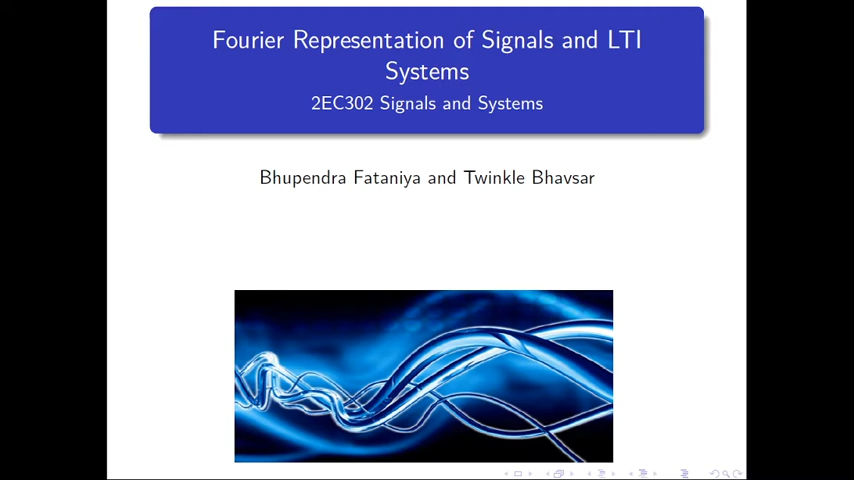 Fourier Representation of Signals and LTI
Systems
2EC302 Signals and Systems
Bhupendra Fataniya and Twinkle Bhavsar